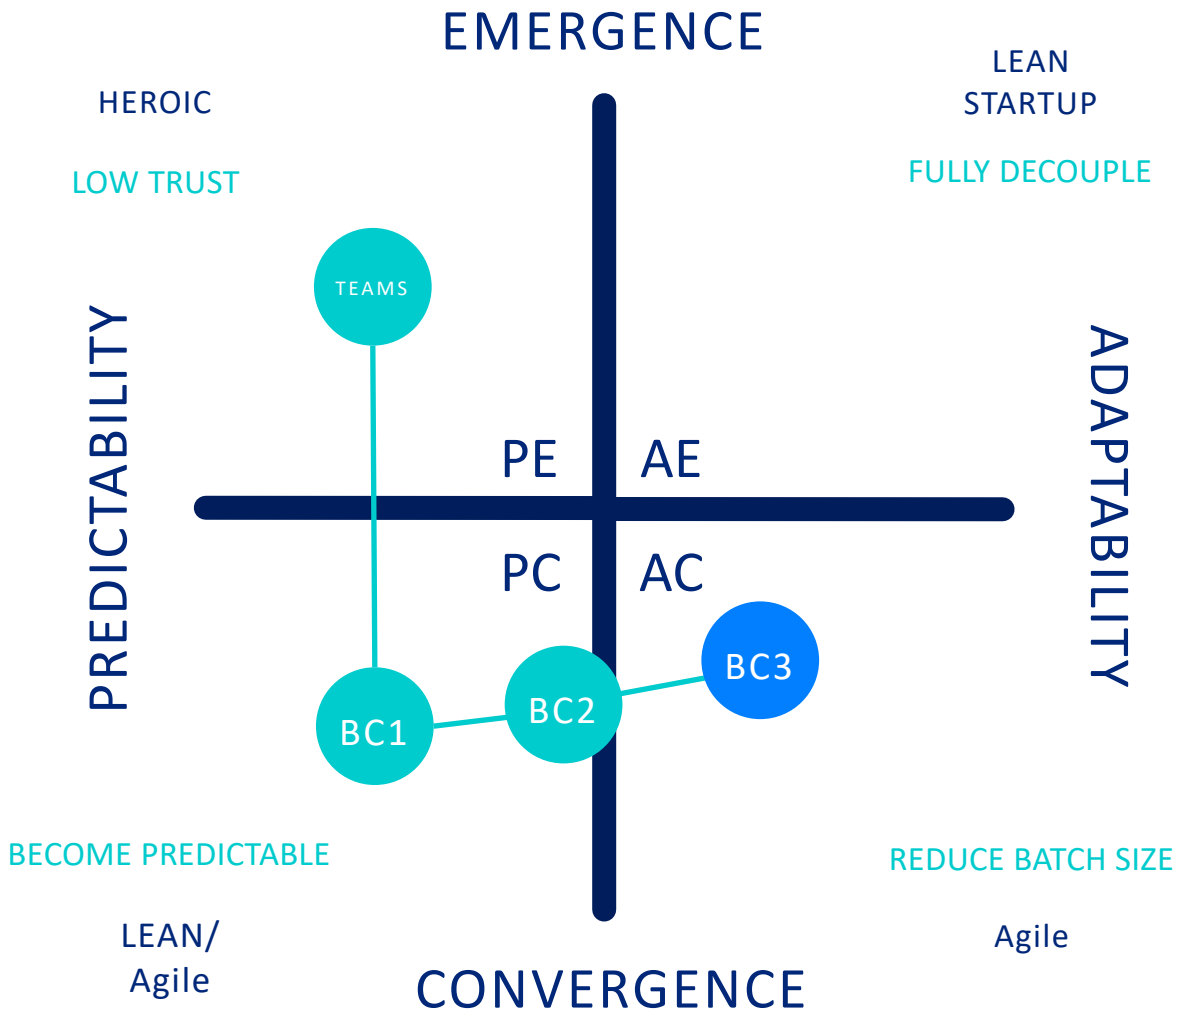 EMERGENCE
HEROIC
LOW TRUST
LEAN
STARTUP
FULLY DECOUPLE
TEAMS
PREDICTABILITY
ADAPTABILITY
PE
AE
PC
AC
BC1
BC2
BC3
BECOME PREDICTABLE
LEAN/
Agile
REDUCE BATCH SIZE
Agile
CONVERGENCE